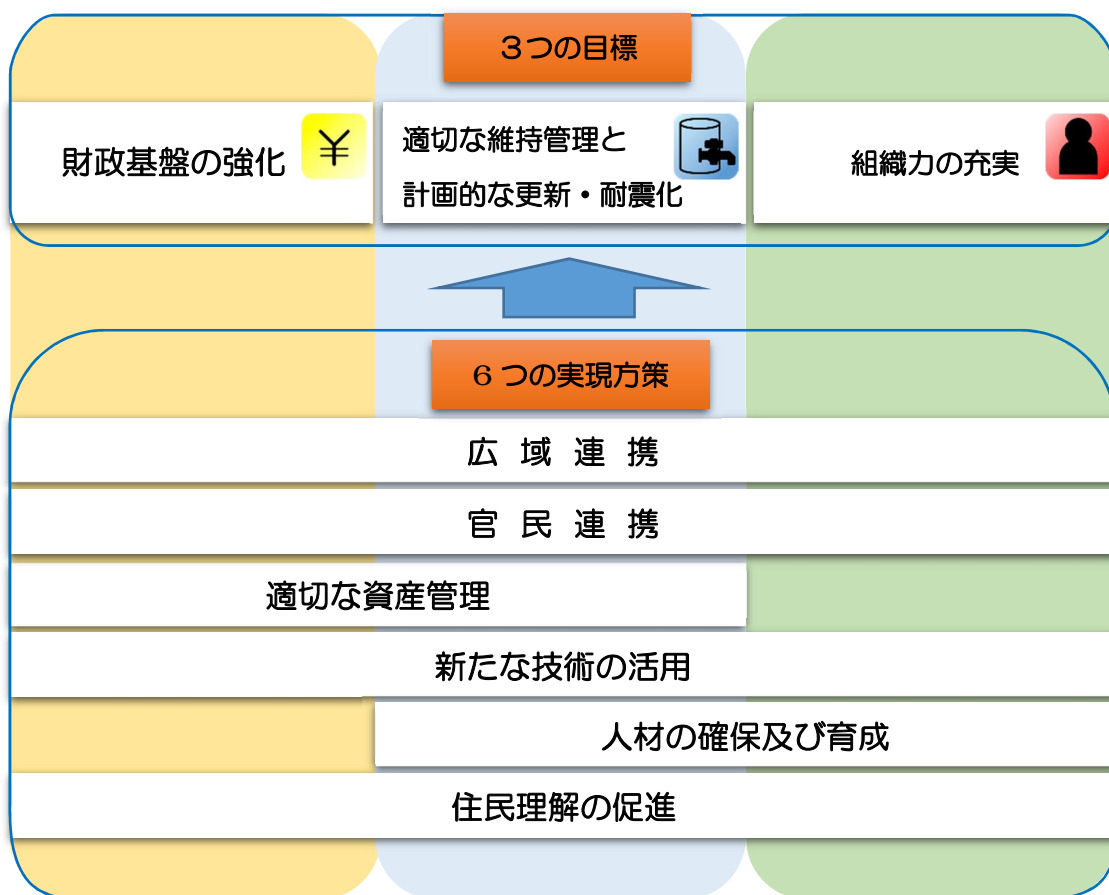 ３つの目標
財政基盤の強化
￥
適切な維持管理と
計画的な更新・耐震化
組織力の充実
６つの実現方策
広域連携
官民連携
適切な資産管理
新たな技術の活用
人材の確保及び育成
住民理解の促進